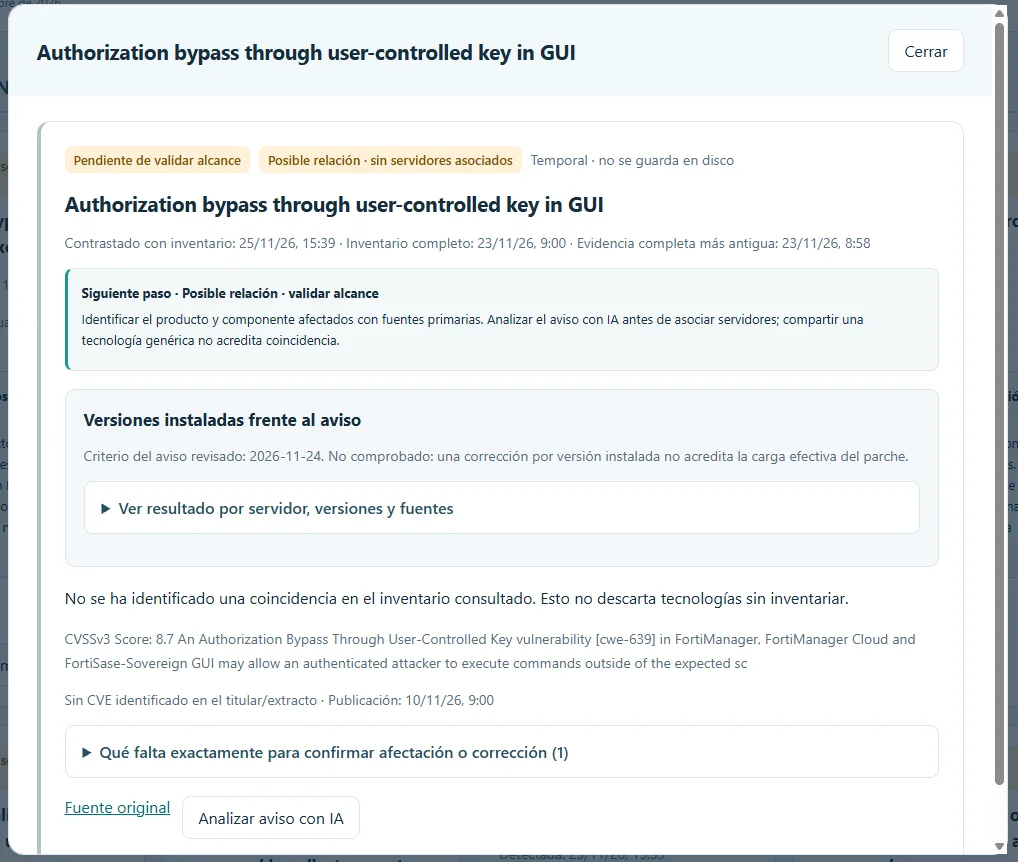 bre de 2026
Authorization bypass through user-controlled key in GUI
Cerrar
Pendiente de validar alcance
Posible relación · sin servidores asociados
Temporal · no se guarda en disco
Authorization bypass through user-controlled key in GUI
Contrastado con inventario: 25/11/26, 15:39 · Inventario completo: 23/11/26, 9:00 · Evidencia completa más antigua: 23/11/26, 8:58
Siguiente paso · Posible relación · validar alcance
Identificar el producto y componente afectados con fuentes primarias. Analizar el aviso con IA antes de asociar servidores; compartir una
tecnología genérica no acredita coincidencia.
Versiones instaladas frente al aviso
Criterio del aviso revisado: 2026-11-24. No comprobado: una corrección por versión instalada no acredita la carga efectiva del parche.
▶ Ver resultado por servidor, versiones y fuentes
No se ha identificado una coincidencia en el inventario consultado. Esto no descarta tecnologías sin inventariar.
CVSSv3 Score: 8.7 An Authorization Bypass Through User-Controlled Key vulnerability [cwe-639] in FortiManager, FortiManager Cloud and
FortiSase-Sovereign GUI may allow an authenticated attacker to execute commands outside of the expected sc
Sin CVE identificado en el titular/extracto · Publicación: 10/11/26, 9:00
▶ Qué falta exactamente para confirmar afectación o corrección (1)
Fuente original
Analizar aviso con IA